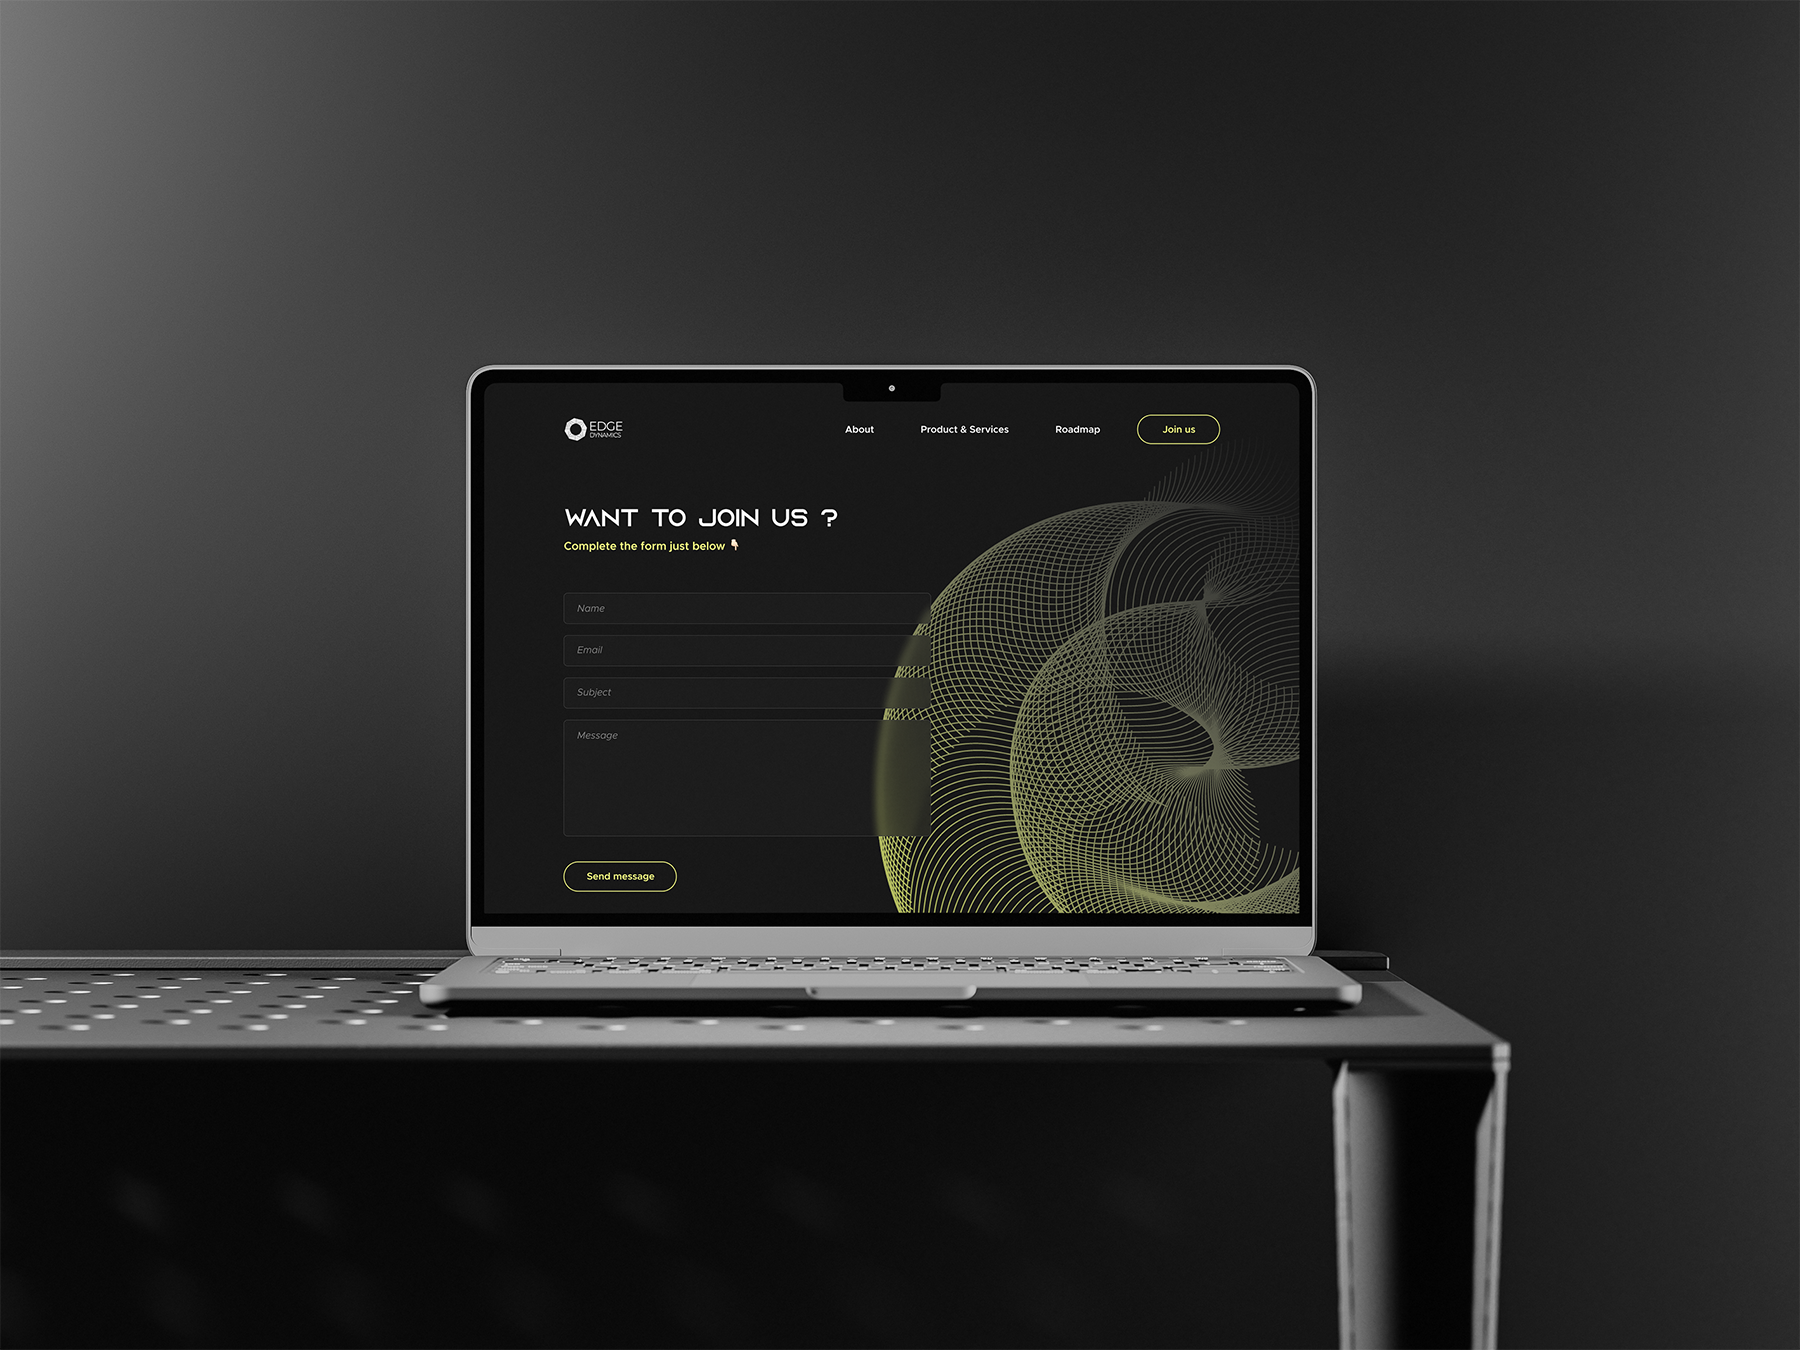 EDGE
DYNAMICS
About
Product & Services
Roadmap
Join us
WANT TO JOIN US ?
Complete the form just below 👇🏻
Name
Email
Subject
Message
Send message